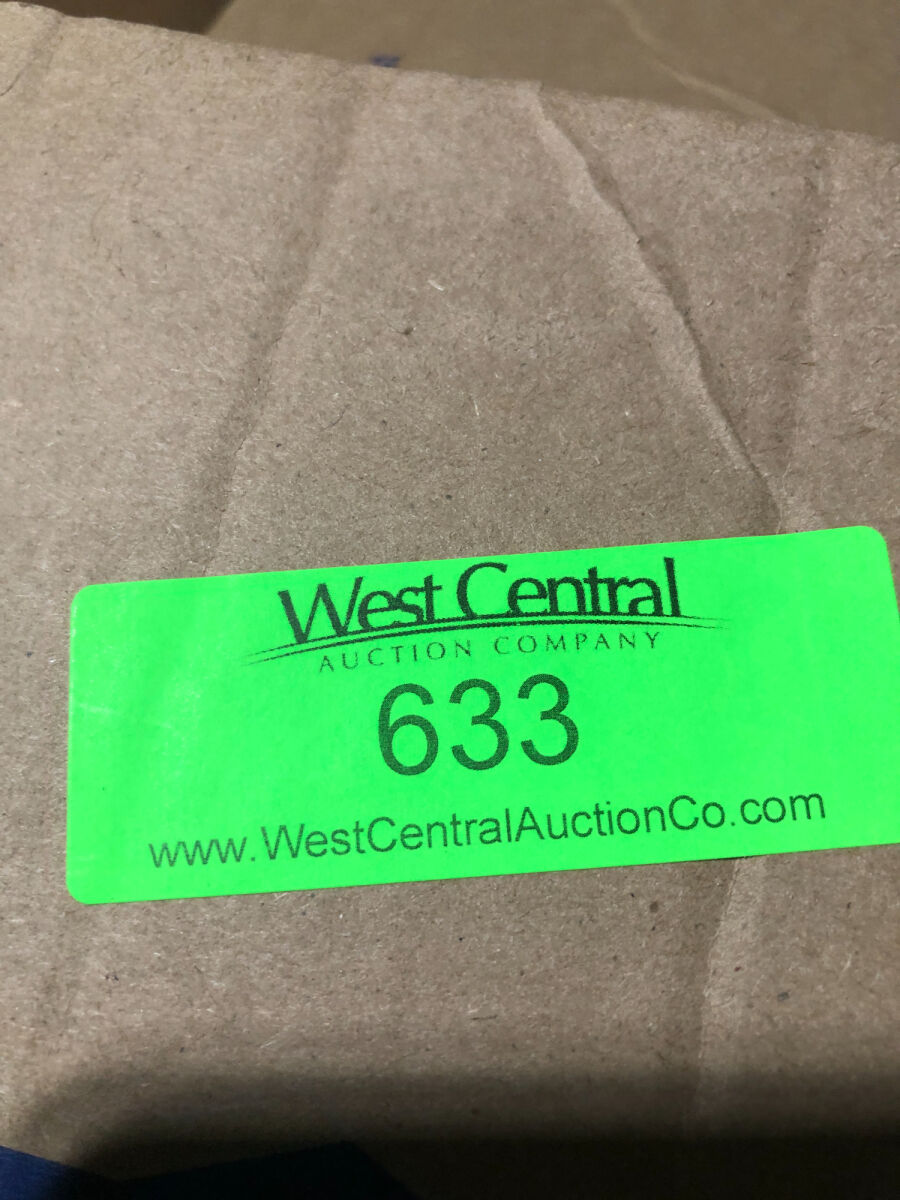 West Central
AUCTION COMPANY
633
www.WestCentralAuctionCo.com